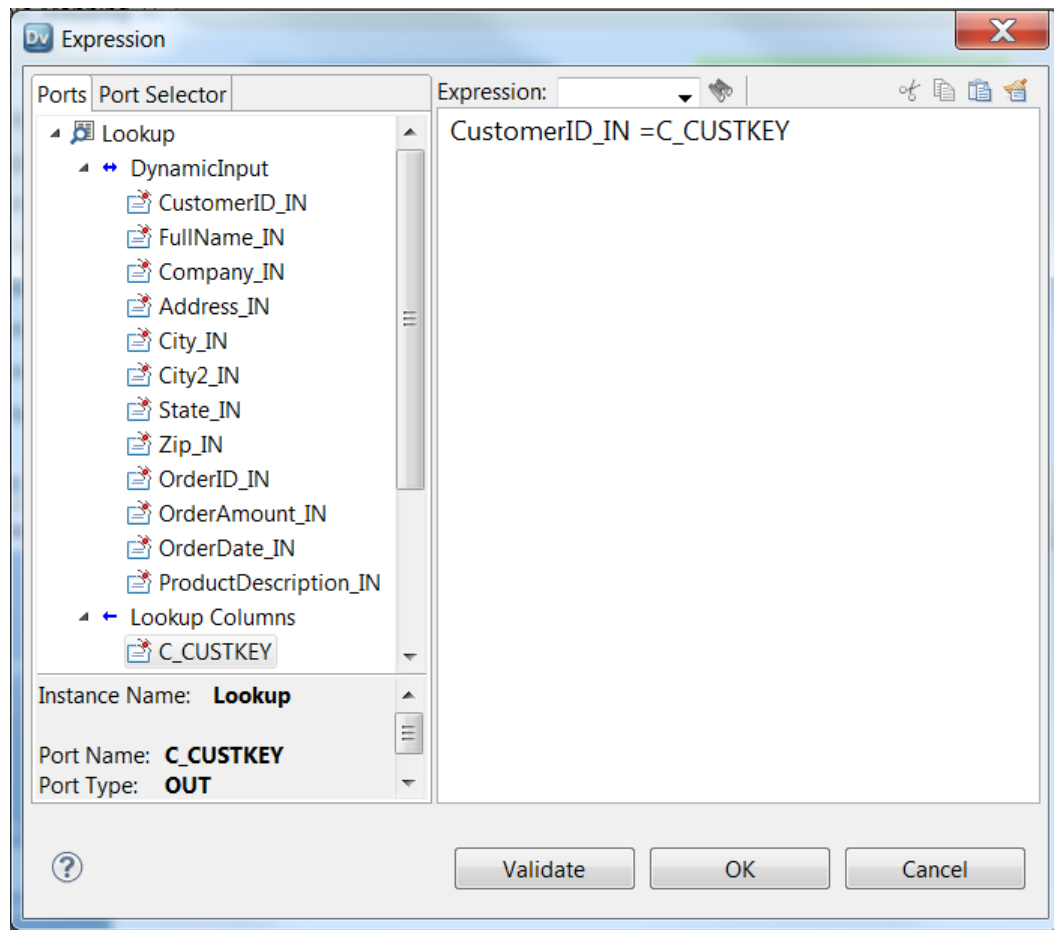 Dv Expression
Ports Port Selector
Lookup
DynamicInput
CustomerID_IN
FullName_IN
Company_IN
Address_IN
City_IN
City2_IN
State_IN
Zip_IN
OrderID_IN
OrderAmount_IN
OrderDate_IN
ProductDescription_IN
Lookup Columns
C_CUSTKEY
Instance Name: Lookup
Port Name: C_CUSTKEY
Port Type: OUT
Expression:
CustomerID_IN =C_CUSTKEY
?
Validate OK Cancel